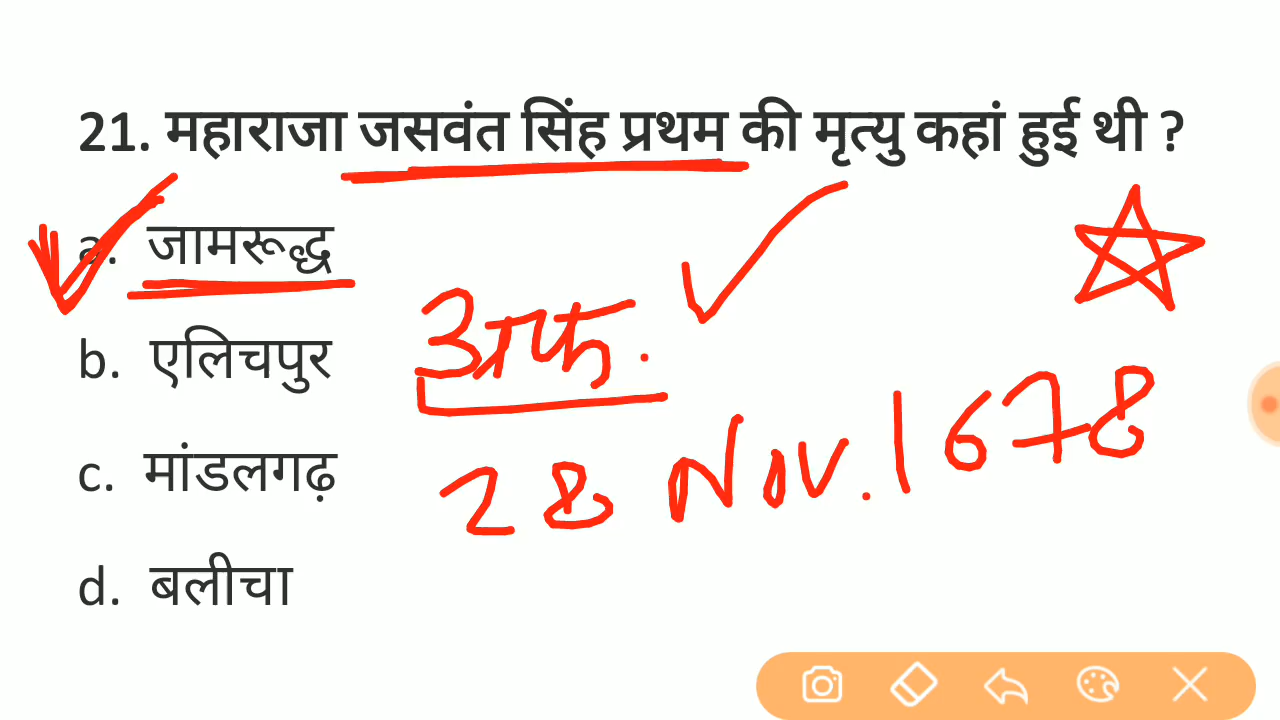 21. महाराजा जसवंत सिंह प्रथम की मृत्यु कहां हुई थी ?
a. जामरूद्ध
अफ.
b. एलिचपुर
28 Nov. 1678
c. मांडलगढ़
d. बलीचा